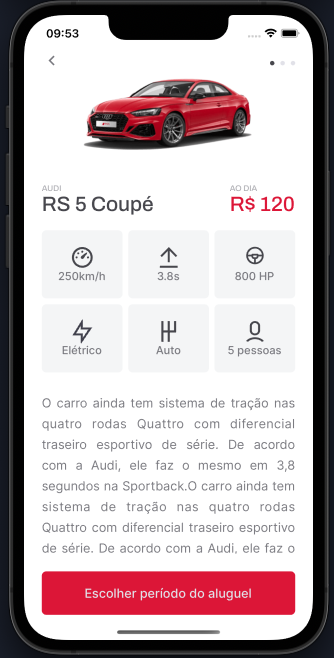 09:53
AUDI
AO DIA
RS 5 Coupé
R$ 120
250km/h
3.8s
800 HP
Elétrico
Auto
5 pessoas
O carro ainda tem sistema de tração nas
quatro rodas Quattro com diferencial
traseiro esportivo de série. De acordo
com a Audi, ele faz o mesmo em 3,8
segundos na Sportback.O carro ainda tem
sistema de tração nas quatro rodas
Quattro com diferencial traseiro esportivo
de série. De acordo com a Audi, ele faz o
Escolher período do aluguel